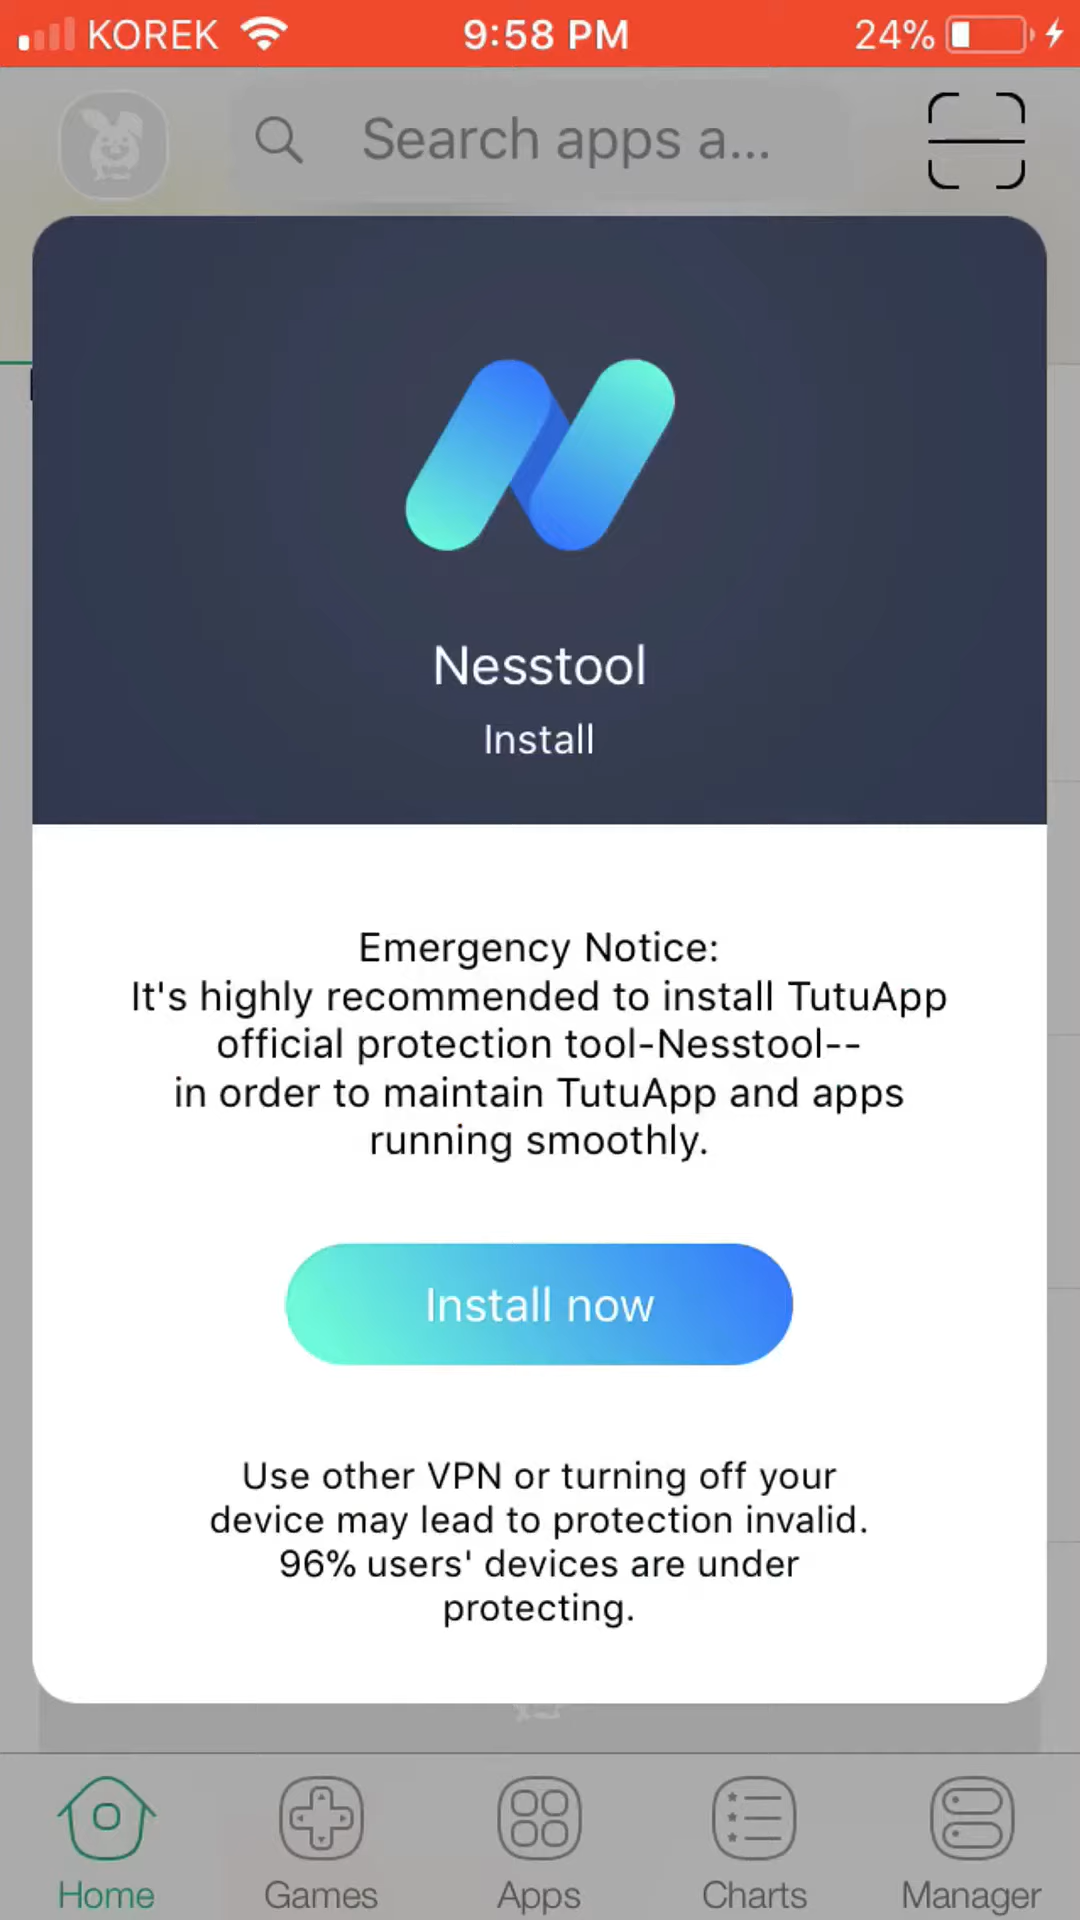 KOREK 9:58 PM 24%
Search apps a...
Nesstool
Install
Emergency Notice:
It's highly recommended to install TutuApp
official protection tool-Nesstool--
in order to maintain TutuApp and apps
running smoothly.
Install now
Use other VPN or turning off your
device may lead to protection invalid.
96% users' devices are under
protecting.
Home Games Apps Charts Manager